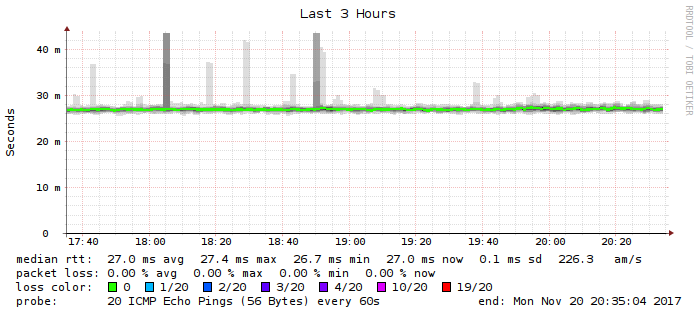 Last 3 Hours
RRDTOOL / TOBI OETIKER
Seconds
40 m
30 m
20 m
10 m
0
17:40 18:00 18:20 18:40 19:00 19:20 19:40 20:00 20:20
median rtt: 27.0 ms avg 27.4 ms max 26.7 ms min 27.0 ms now 0.1 ms sd 226.3 am/s
packet loss: 0.00 % avg 0.00 % max 0.00 % min 0.00 % now
loss color: 0 1/20 2/20 3/20 4/20 10/20 19/20
probe: 20 ICMP Echo Pings (56 Bytes) every 60s end: Mon Nov 20 20:35:04 2017